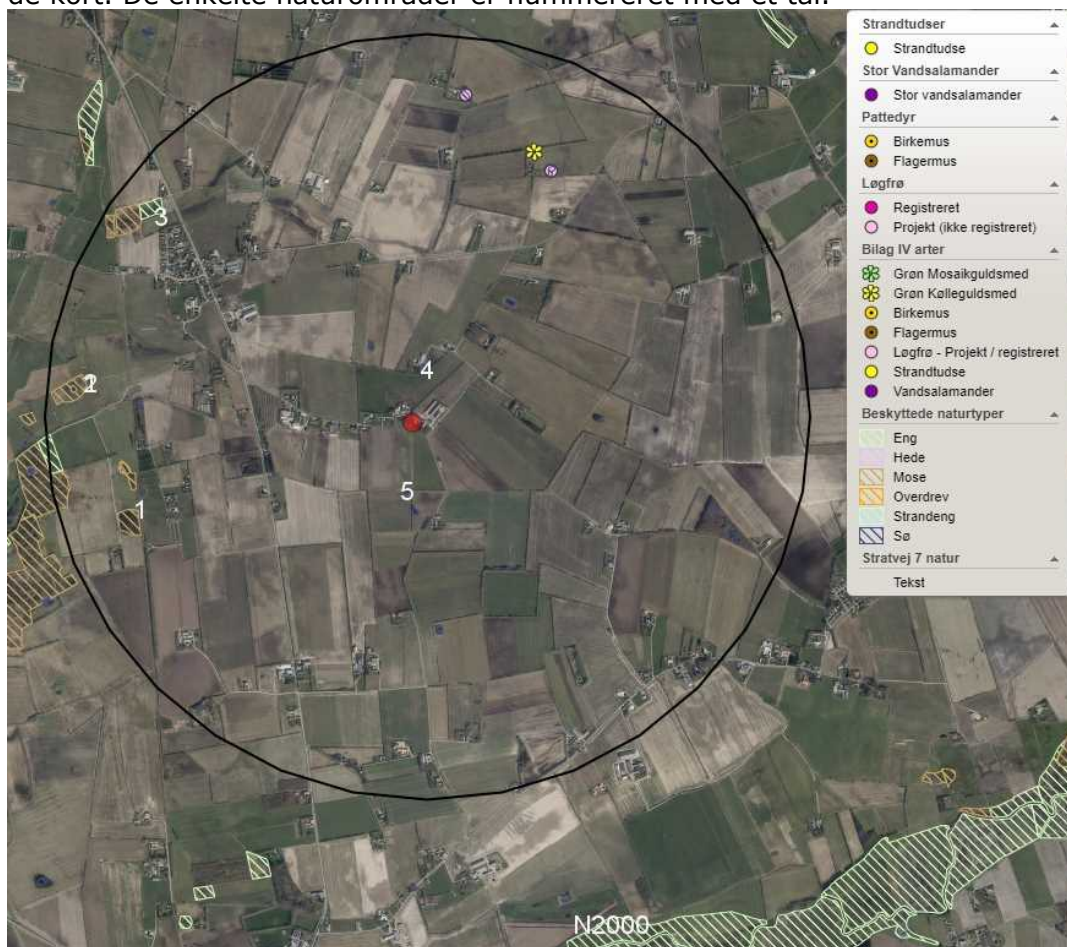 de kort. De enkelte naturområder er nummereret med et tal.
Strandtudser
Strandtudse
Stor Vandsalamander
Stor vandsalamander
Pattedyr
Birkemus
Flagermus
Løgfrø
Registreret
Projekt (ikke registreret)
Bilag IV arter
Grøn Mosaikguldsmed
Grøn Kølleguldsmed
Birkemus
Flagermus
Løgfrø - Projekt / registreret
Strandtudse
Vandsalamander
Beskyttede naturtyper
Eng
Hede
Mose
Overdrev
Strandeng
Sø
Stratvej 7 natur
Tekst
3
4
2
5
1
N2000